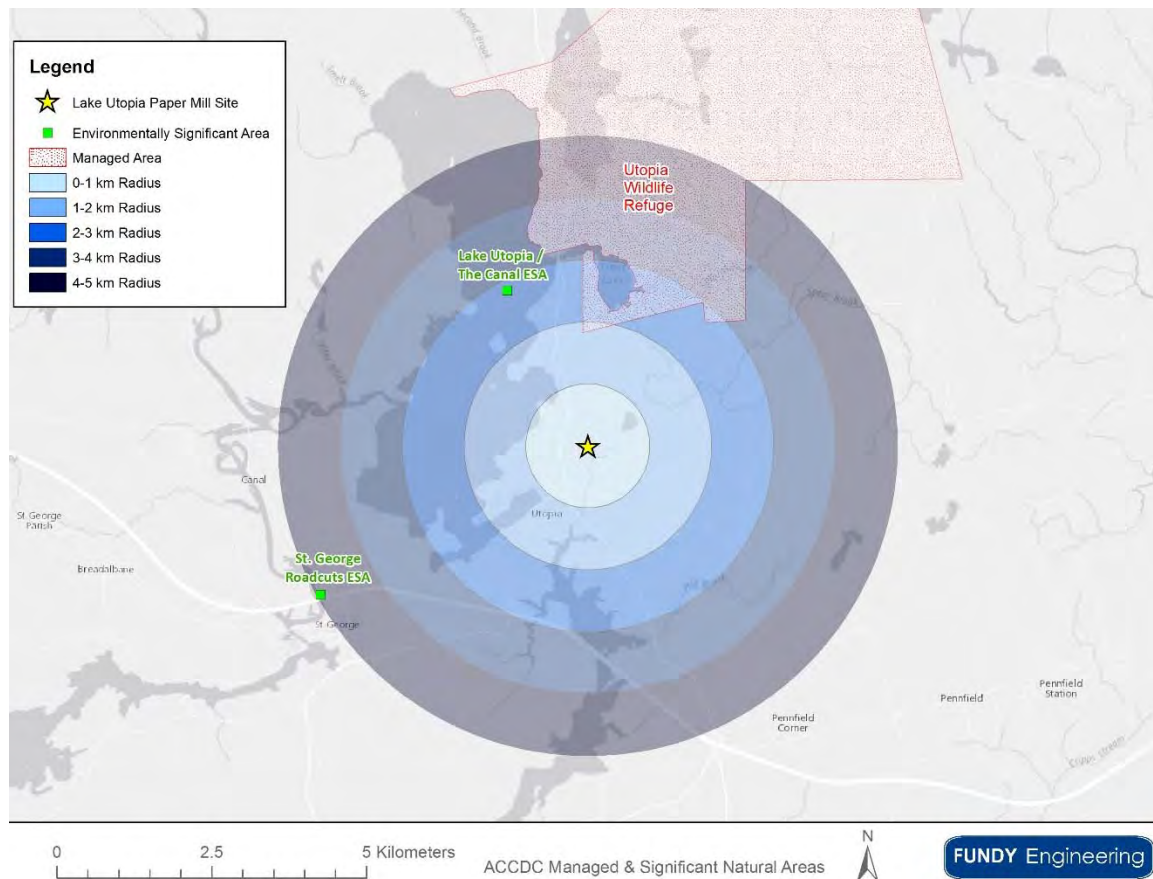 Legend
Lake Utopia Paper Mill Site
Environmentally Significant Area
Managed Area
0-1 km Radius
1-2 km Radius
2-3 km Radius
3-4 km Radius
4-5 km Radius
Second Brook
Utopia
Wildlife
Refuge
Lake Utopia /
The Canal ESA
Canal
Utopia
St. George
Parish
Breadalbane
St. George
Roadcuts ESA
St. George
Pennfield
Station
Pennfield
Pennfield
Corner
0
2.5
5 Kilometers
ACCDC Managed & Significant Natural Areas
N
FUNDY Engineering